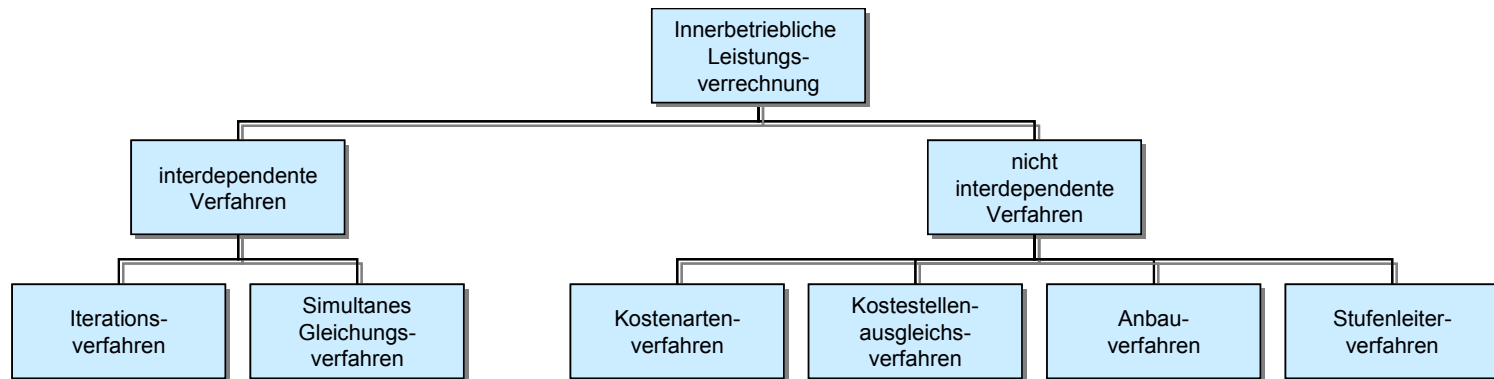 Innerbetriebliche
Leistungs-
verrechnung
interdependente
Verfahren
nicht
interdependente
Verfahren
Iterations-
verfahren
Simultanes
Gleichungs-
verfahren
Kostenarten-
verfahren
Kostestellen-
ausgleichs-
verfahren
Anbau-
verfahren
Stufenleiter-
verfahren